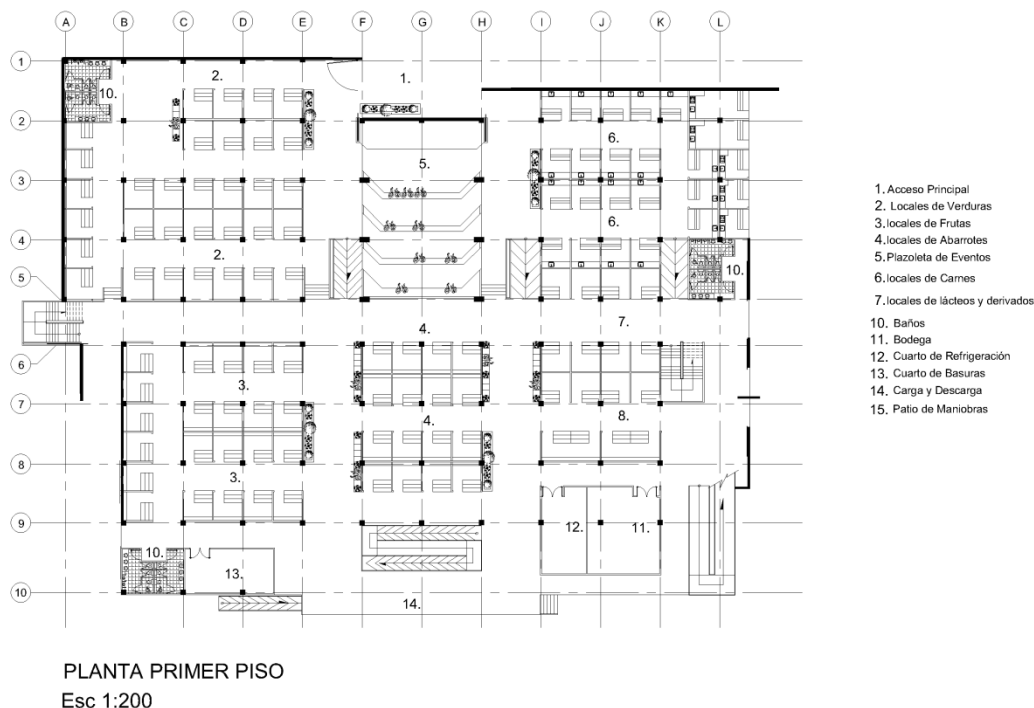 A B C D E F G H I J K L
1 2. 1.
10.
2 6.
5.
3
6.
4 2. 10.
5 4. 7.
6
3.
7 4. 8.
8 3.
9 12. 11.
10. 13.
10 14.
1. Acceso Principal
2. Locales de Verduras
3. locales de Frutas
4. locales de Abarrotes
5. Plazoleta de Eventos
6. locales de Carnes
7. locales de lácteos y derivados
10. Baños
11. Bodega
12. Cuarto de Refrigeración
13. Cuarto de Basuras
14. Carga y Descarga
15. Patio de Maniobras
PLANTA PRIMER PISO
Esc 1:200